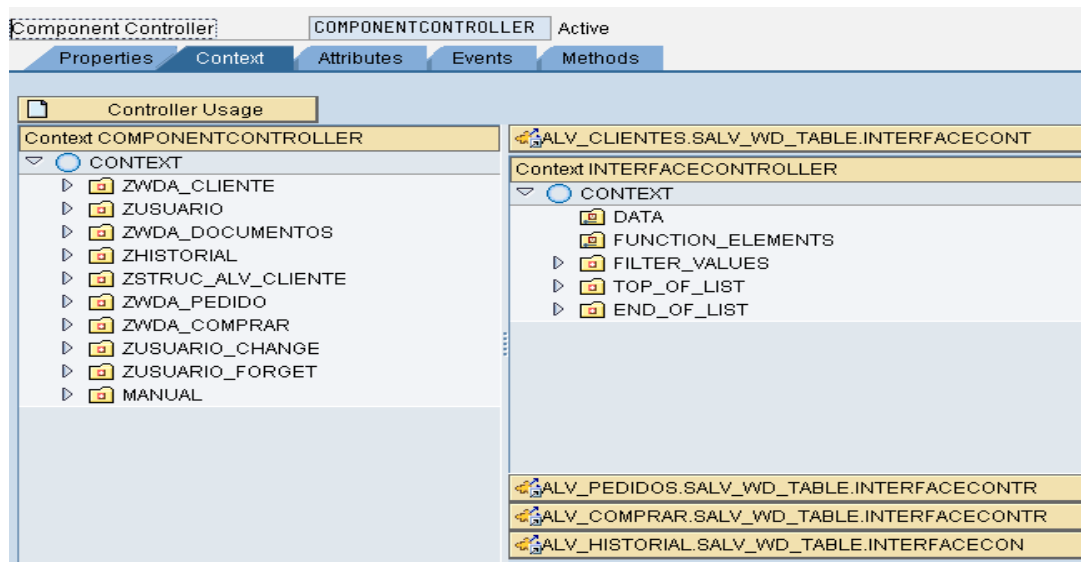 Component Controller COMPONENTCONTROLLER Active
Properties Context Attributes Events Methods
Controller Usage
Context COMPONENTCONTROLLER
CONTEXT
ZWDA_CLIENTE
ZUSUARIO
ZWDA_DOCUMENTOS
ZHISTORIAL
ZSTRUC_ALV_CLIENTE
ZWDA_PEDIDO
ZWDA_COMPRAR
ZUSUARIO_CHANGE
ZUSUARIO_FORGET
MANUAL
ALV_CLIENTES.SALV_WD_TABLE.INTERFACECONT
Context INTERFACECONTROLLER
CONTEXT
DATA
FUNCTION_ELEMENTS
FILTER_VALUES
TOP_OF_LIST
END_OF_LIST
ALV_PEDIDOS.SALV_WD_TABLE.INTERFACECONTR
ALV_COMPRAR.SALV_WD_TABLE.INTERFACECONTR
ALV_HISTORIAL.SALV_WD_TABLE.INTERFACECON